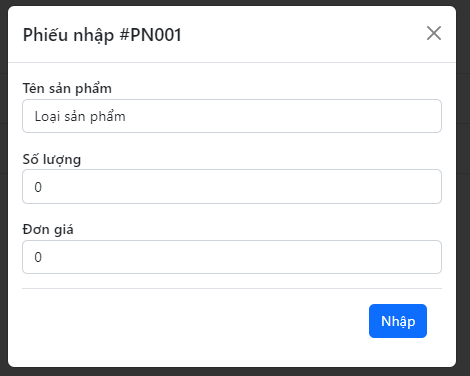 Phiếu nhập #PN001
Tên sản phẩm
Loại sản phẩm
Số lượng
0
Đơn giá
0
Nhập